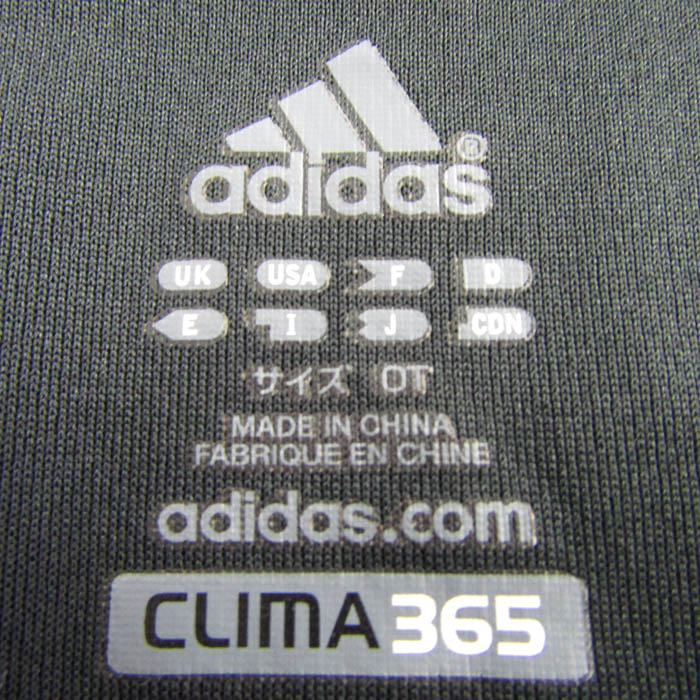 adidas®
UK USA F D
E I J CDN
サイズ OT
MADE IN CHINA
FABRIQUE EN CHINE
adidas.com
CLIMA 365